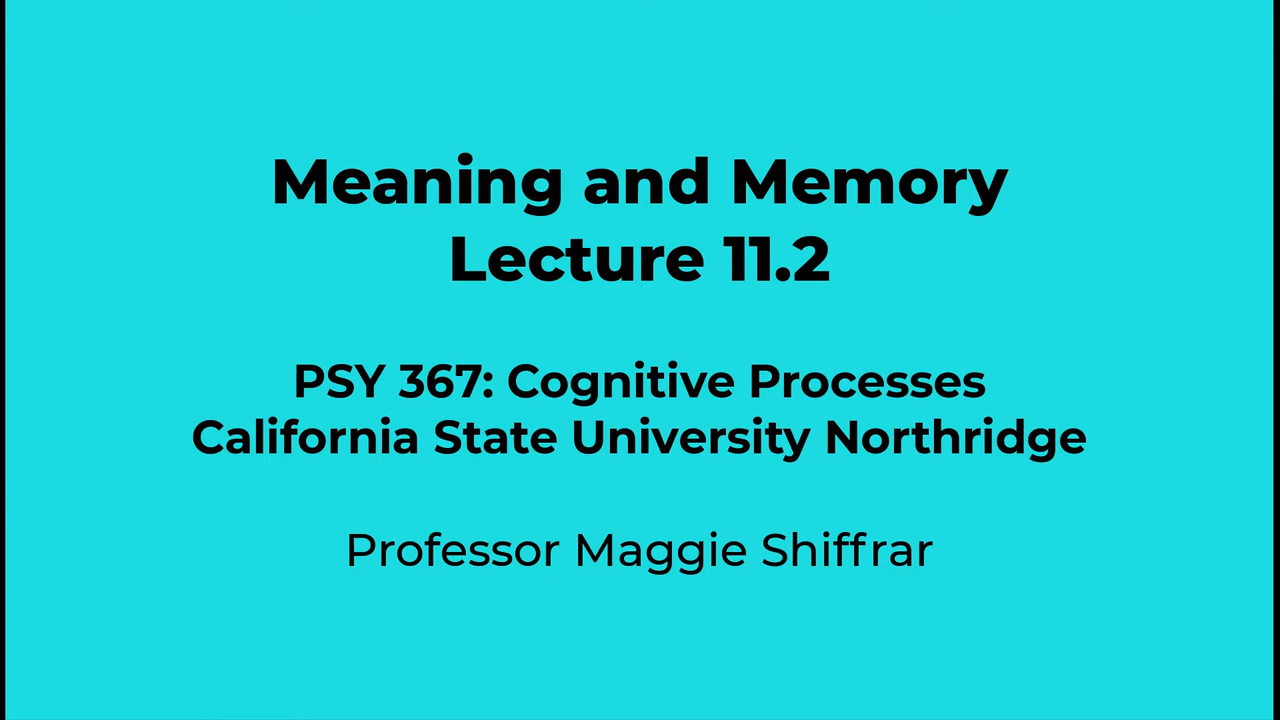 Meaning and Memory
Lecture 11.2
PSY 367: Cognitive Processes
California State University Northridge
Professor Maggie Shiffrar